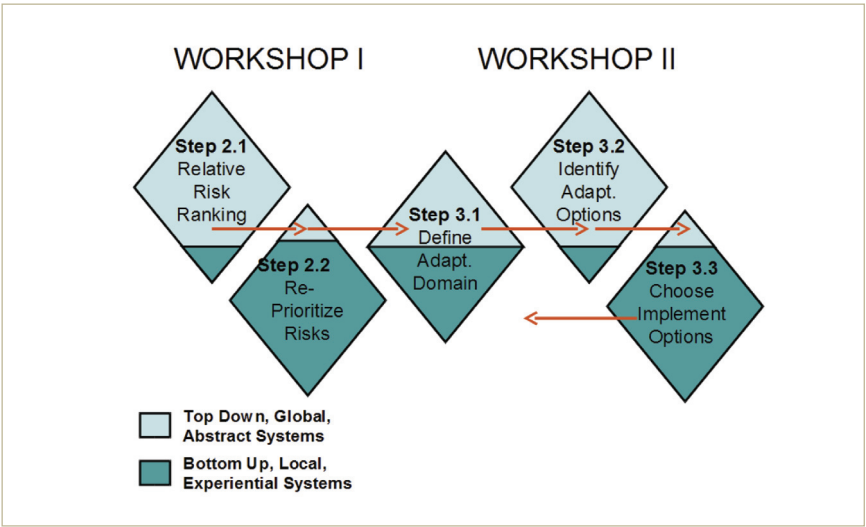 WORKSHOP I
WORKSHOP II
Step 2.1
Relative
Risk
Ranking
Step 2.2
Re-
Prioritize
Risks
Step 3.1
Define
Adapt.
Domain
Step 3.2
Identify
Adapt.
Options
Step 3.3
Choose
Implement
Options
Top Down, Global,
Abstract Systems
Bottom Up, Local,
Experiential Systems